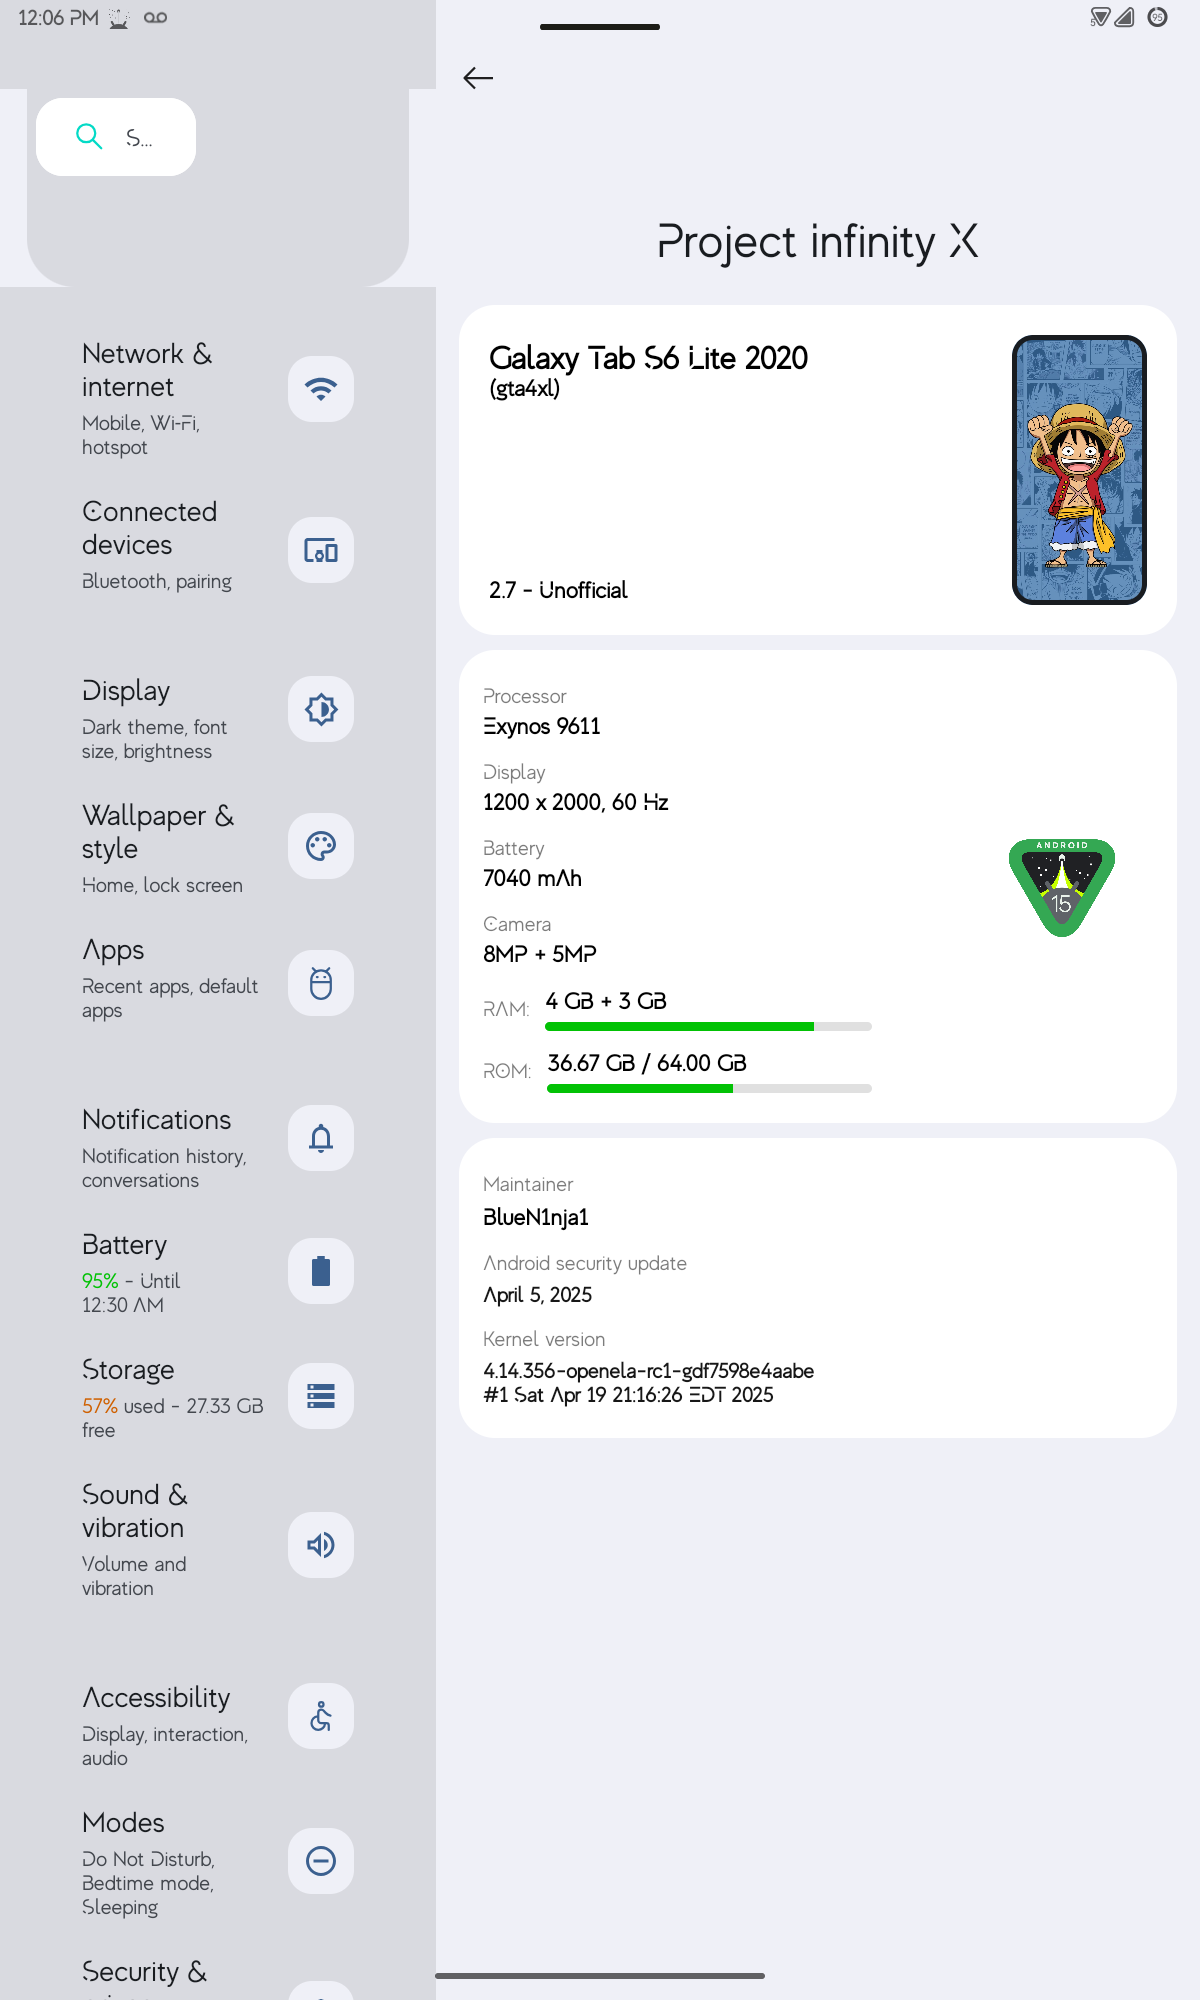 12:06 PM
5
95
S...
Network &
internet
Mobile, Wi-Fi,
hotspot
Connected
devices
Bluetooth, pairing
Display
Dark theme, font
size, brightness
Wallpaper &
style
Home, lock screen
Apps
Recent apps, default
apps
Notifications
Notification history,
conversations
Battery
95% - Until
12:30 AM
Storage
57% used - 27.33 GB
free
Sound &
vibration
Volume and
vibration
Accessibility
Display, interaction,
audio
Modes
Do Not Disturb,
Bedtime mode,
Sleeping
Security &
Project infinity X
Galaxy Tab S6 Lite 2020
(gta4xl)
2.7 - Unofficial
Processor
Exynos 9611
Display
1200 x 2000, 60 Hz
Battery
7040 mAh
Camera
8MP + 5MP
RAM: 4 GB + 3 GB
ROM: 36.67 GB / 64.00 GB
ANDROID
15
Maintainer
BlueN1nja1
Android security update
April 5, 2025
Kernel version
4.14.356-openela-rc1-gdf7598e4aabe
#1 Sat Apr 19 21:16:26 EDT 2025